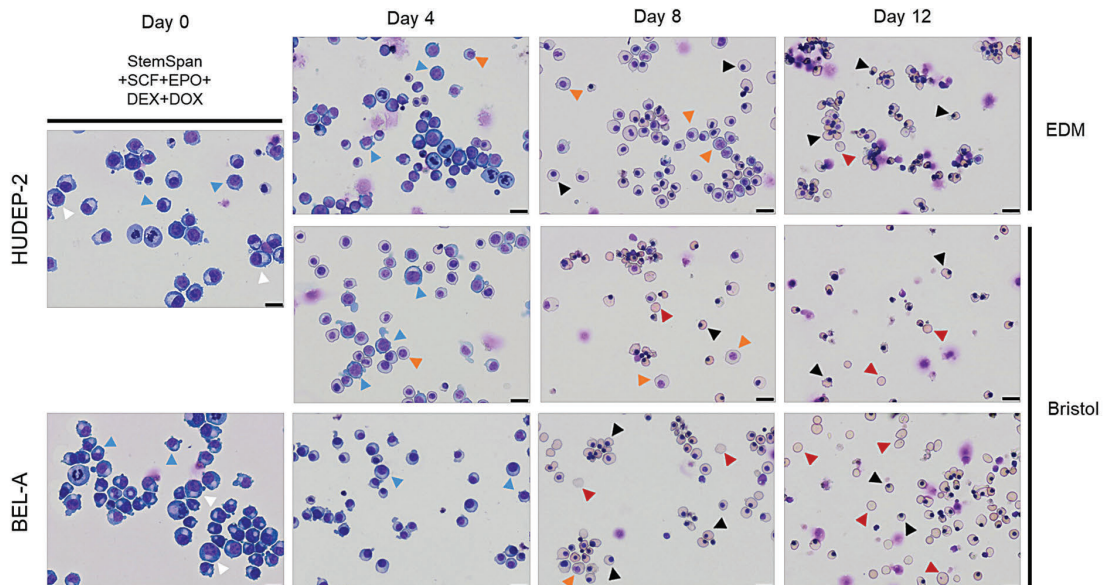 Day 0
Day 4
Day 8
Day 12
StemSpan
+SCF+EPO+
DEX+DOX
HUDEP-2
EDM
Bristol
BEL-A